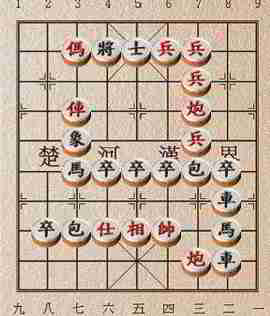 1 2 3 4 5 6 7 8 9
傌 將 士 兵 兵
兵
俥 炮
象 兵
楚 河 漢 界
馬 卒 卒 卒 包 卒
車
卒 包 仕 相 帥 馬
炮 車
九 八 七 六 五 四 三 二 一